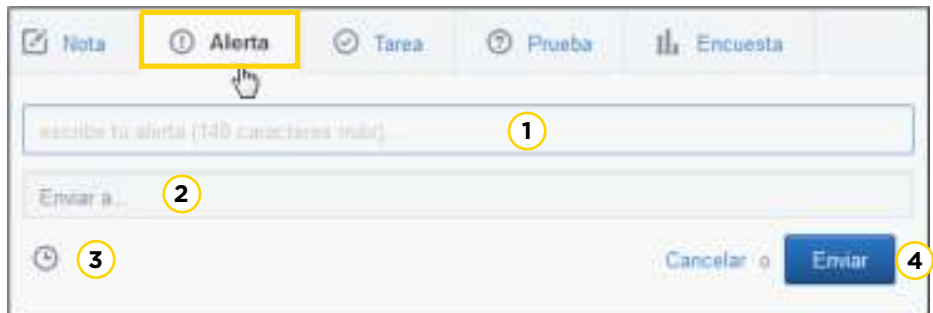 Nota Alerta Tarea Prueba Encuesta
escribe tu alerta (140 caracteres máx)... 1
Enviar a... 2
3 Cancelar o Enviar 4